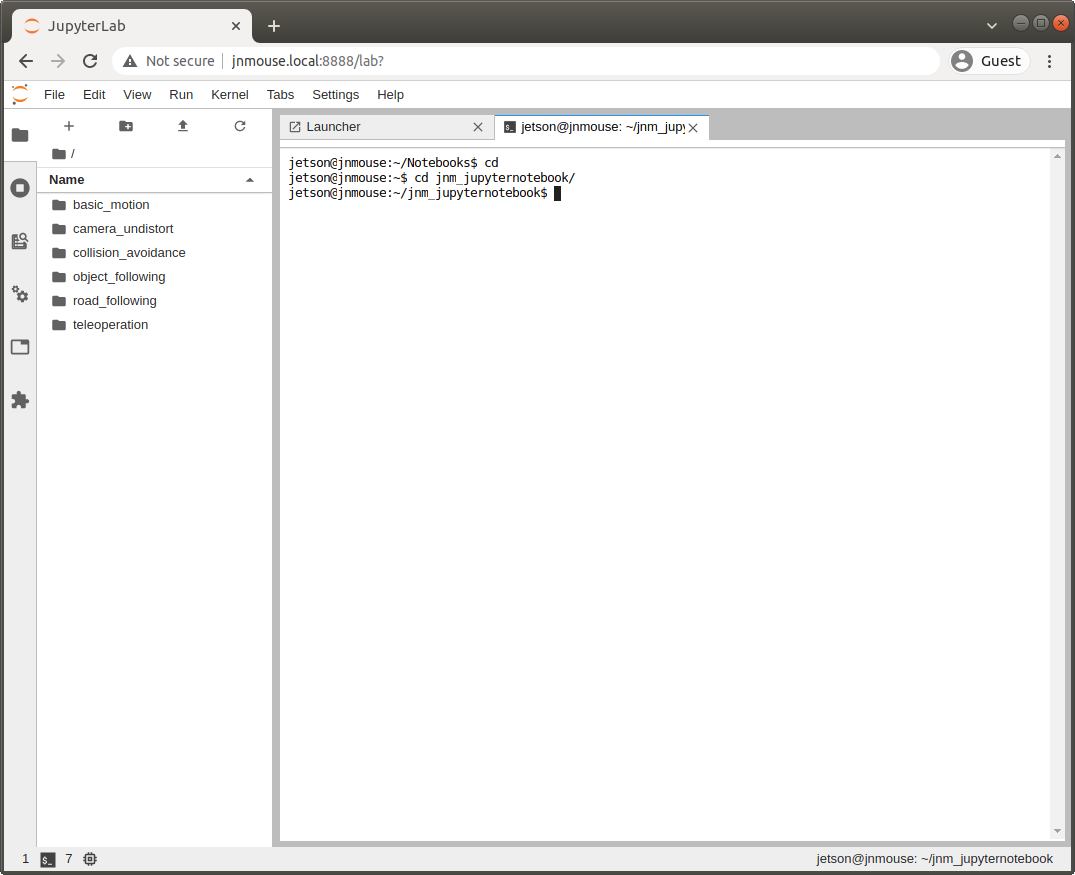 JupyterLab
Not secure jnmouse.local:8888/lab?
Guest
File Edit View Run Kernel Tabs Settings Help
/
Name
basic_motion
camera_undistort
collision_avoidance
object_following
road_following
teleoperation
Launcher
jetson@jnmouse: ~/jnm_jupy
jetson@jnmouse:~/Notebooks$ cd
jetson@jnmouse:~$ cd jnm_jupyternotebook/
jetson@jnmouse:~/jnm_jupyternotebook$
1 $_ 7
jetson@jnmouse: ~/jnm_jupyternotebook